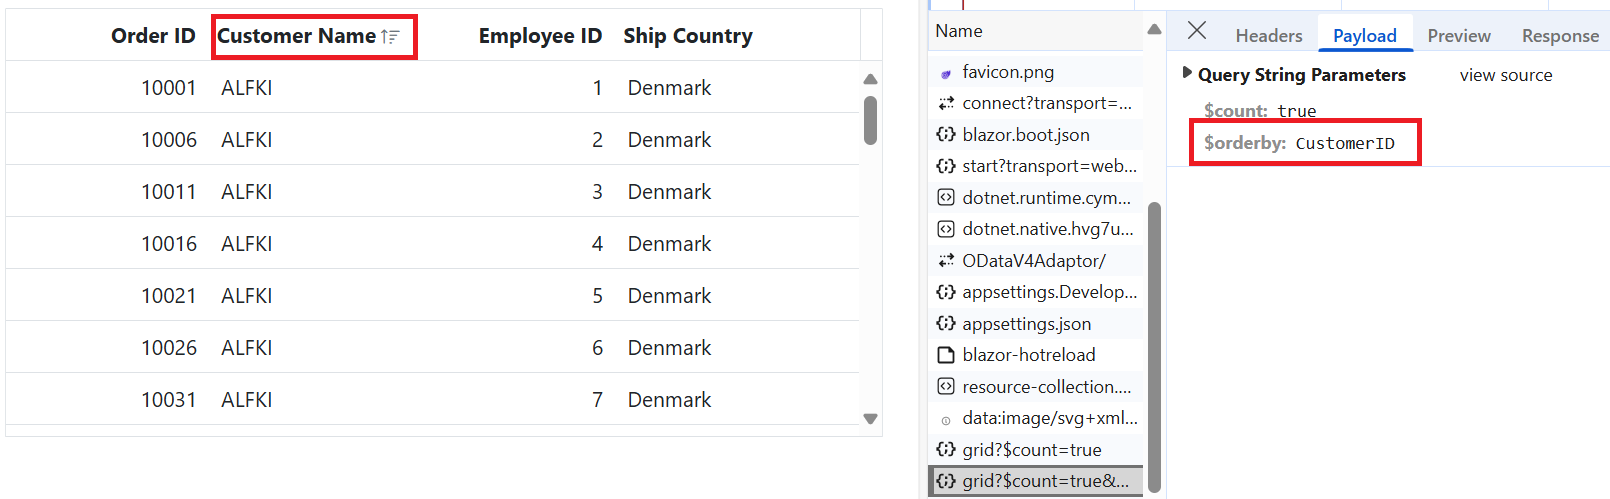 Order ID Customer Name Employee ID Ship Country
10001 ALFKI 1 Denmark
10006 ALFKI 2 Denmark
10011 ALFKI 3 Denmark
10016 ALFKI 4 Denmark
10021 ALFKI 5 Denmark
10026 ALFKI 6 Denmark
10031 ALFKI 7 Denmark
Name
favicon.png
connect?transport=...
blazor.boot.json
start?transport=web...
dotnet.runtime.cym...
dotnet.native.hvg7u...
ODataV4Adaptor/
appsettings.Develop...
appsettings.json
blazor-hotreload
resource-collection....
data:image/svg+xml...
grid?$count=true
grid?$count=true&...
Headers Payload Preview Response
Query String Parameters view source
$count: true
$orderby: CustomerID